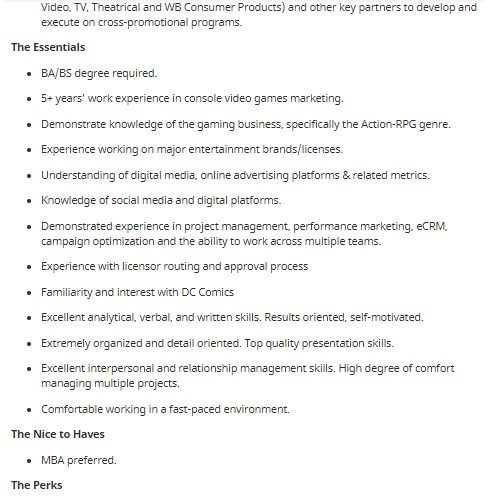 Video, TV, Theatrical and WB Consumer Products) and other key partners to develop and
execute on cross-promotional programs.
The Essentials
• BA/BS degree required.
• 5+ years' work experience in console video games marketing.
• Demonstrate knowledge of the gaming business, specifically the Action-RPG genre.
• Experience working on major entertainment brands/licenses.
• Understanding of digital media, online advertising platforms & related metrics.
• Knowledge of social media and digital platforms.
• Demonstrated experience in project management, performance marketing, eCRM,
campaign optimization and the ability to work across multiple teams.
• Experience with licensor routing and approval process
• Familiarity and interest with DC Comics
• Excellent analytical, verbal, and written skills. Results oriented, self-motivated.
• Extremely organized and detail oriented. Top quality presentation skills.
• Excellent interpersonal and relationship management skills. High degree of comfort
managing multiple projects.
• Comfortable working in a fast-paced environment.
The Nice to Haves
• MBA preferred.
The Perks